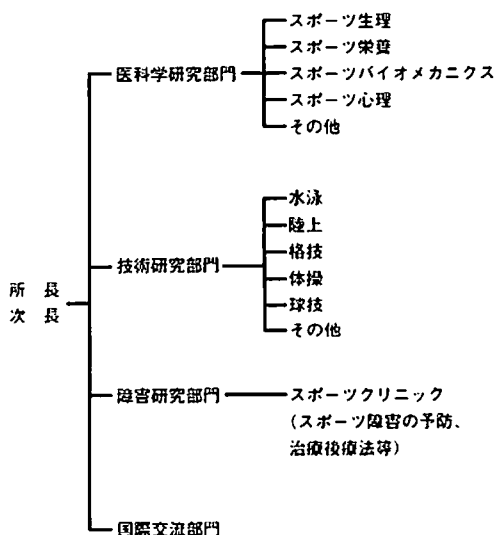 所 長
次 長
医科学研究部門
スポーツ生理
スポーツ栄養
スポーツバイオメカニクス
スポーツ心理
その他
技術研究部門
水泳
陸上
格技
体操
球技
その他
障害研究部門
スポーツクリニック
(スポーツ障害の予防、
治療後療法等)
国際交流部門